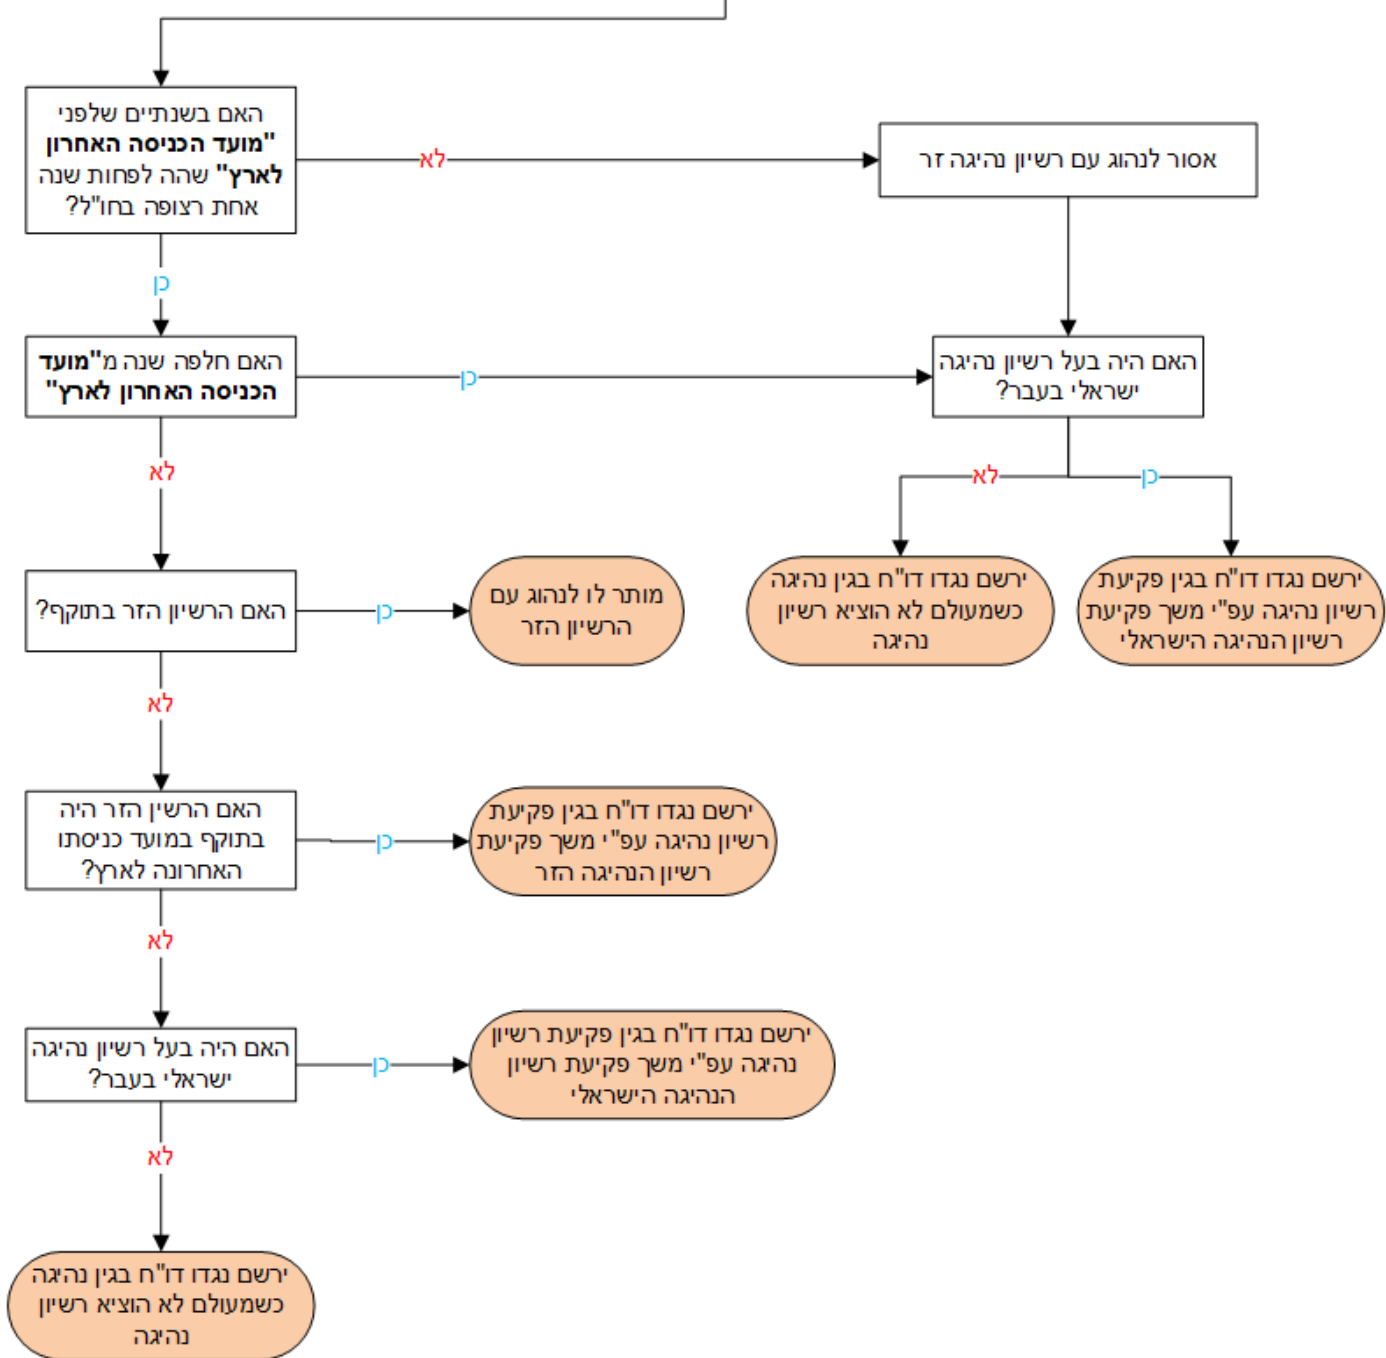 האם בשנתיים שלפני
"מועד הכניסה האחרון
לארץ" שהה לפחות שנה
אחת רצופה בחו"ל?
לא
אסור לנהוג עם רשיון נהיגה זר
כן
האם חלפה שנה מ"מועד
הכניסה האחרון לארץ"
כן
האם היה בעל רשיון נהיגה
ישראלי בעבר?
לא
לא
כן
האם הרשיון הזר בתוקף?
כן
מותר לו לנהוג עם
הרשיון הזר
ירשם נגדו דו"ח בגין נהיגה
כשמעולם לא הוציא רשיון
נהיגה
ירשם נגדו דו"ח בגין פקיעת
רשיון נהיגה עפ"י משך פקיעת
רשיון הנהיגה הישראלי
לא
האם הרשין הזר היה
בתוקף במועד כניסתו
האחרונה לארץ?
כן
ירשם נגדו דו"ח בגין פקיעת
רשיון נהיגה עפ"י משך פקיעת
רשיון הנהיגה הזר
לא
האם היה בעל רשיון נהיגה
ישראלי בעבר?
כן
ירשם נגדו דו"ח בגין פקיעת רשיון
נהיגה עפ"י משך פקיעת רשיון
הנהיגה הישראלי
לא
ירשם נגדו דו"ח בגין נהיגה
כשמעולם לא הוציא רשיון
נהיגה